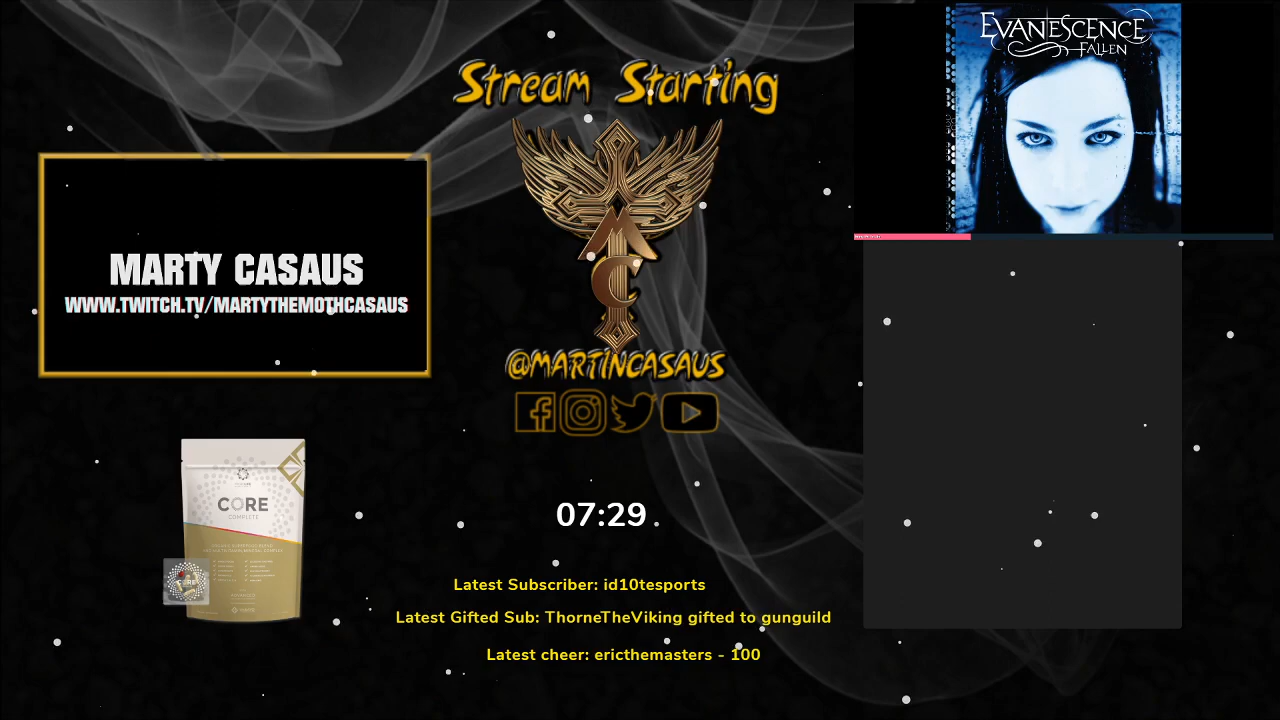 Stream Starting
EVANESCENCE
FALLEN
MARTY CASAUS
WWW.TWITCH.TV/MARTYTHEMOTHCASAUS
M
C
@MARTINCASAUS
CORE
COMPLETE
07:29
Latest Subscriber: id10tesports
Latest Gifted Sub: ThorneTheViking gifted to gunguild
Latest cheer: ericthemasters - 100